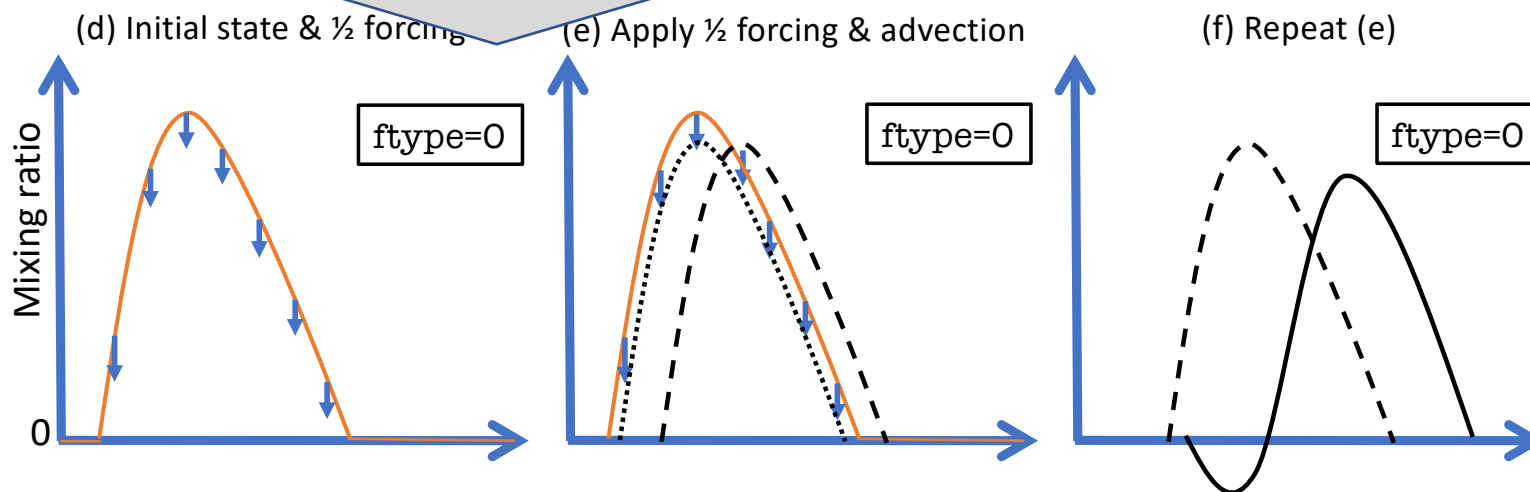 (d) Initial state & ½ forcing
(e) Apply ½ forcing & advection
(f) Repeat (e)
ftype=0
ftype=0
ftype=0
Mixing ratio
0